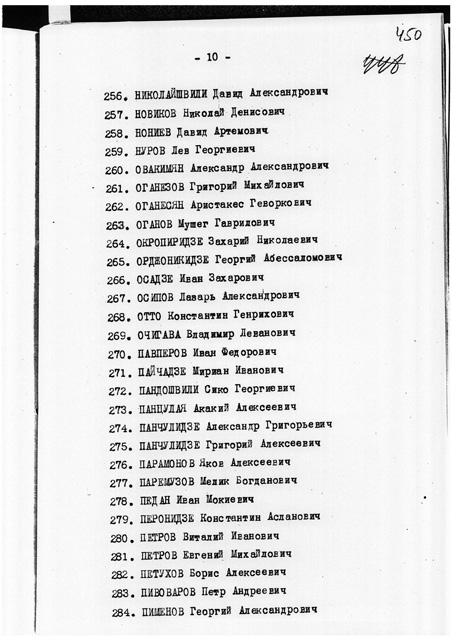 450
- 10 -
256. НИКОЛАЙШВИЛИ Давид Александрович
257. НОВИКОВ Николай Денисович
258. НОНИЕВ Давид Артемович
259. НУРОВ Лев Георгиевич
260. ОВАКИМЯН Александр Александрович
261. ОГАНЕЗОВ Григорий Михайлович
262. ОГАНЕСЯН Аристакес Геворкович
263. ОГАНОВ Мушег Гаврилович
264. ОКРОПИРИДЗЕ Захарий Николаевич
265. ОРДЖОНИКИДЗЕ Георгий Абессаломович
266. ОСАДЗЕ Иван Захарович
267. ОСИПОВ Лазарь Александрович
268. ОТТО Константин Генрихович
269. ОЧИГАВА Владимир Леванович
270. ПАВПЕРОВ Иван Федорович
271. ПАЙЧАДЗЕ Мириан Иванович
272. ПАНДОШВИЛИ Сико Георгиевич
273. ПАНЦУЛАЯ Акакий Алексеевич
274. ПАНЧУЛИДЗЕ Александр Григорьевич
275. ПАНЧУЛИДЗЕ Григорий Алексеевич
276. ПАРАМОНОВ Яков Алексеевич
277. ПАРЕМУЗОВ Мелик Богданович
278. ПЕДАН Иван Мокиевич
279. ПЕРОНИДЗЕ Константин Асланович
280. ПЕТРОВ Виталий Иванович
281. ПЕТРОВ Евгений Михайлович
282. ПЕТУХОВ Борис Алексеевич
283. ПИВОВАРОВ Петр Андреевич
284. ПИМЕНОВ Георгий Александрович